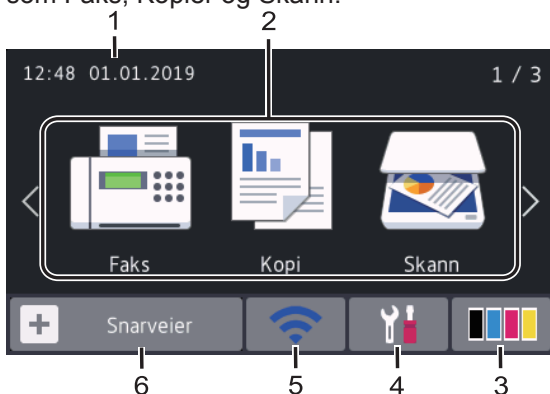 som Faks, Kopier og Skann.
1 2
12:48 01.01.2019 1 / 3
Faks Kopi Skann
Snarveier
6 5 4 3